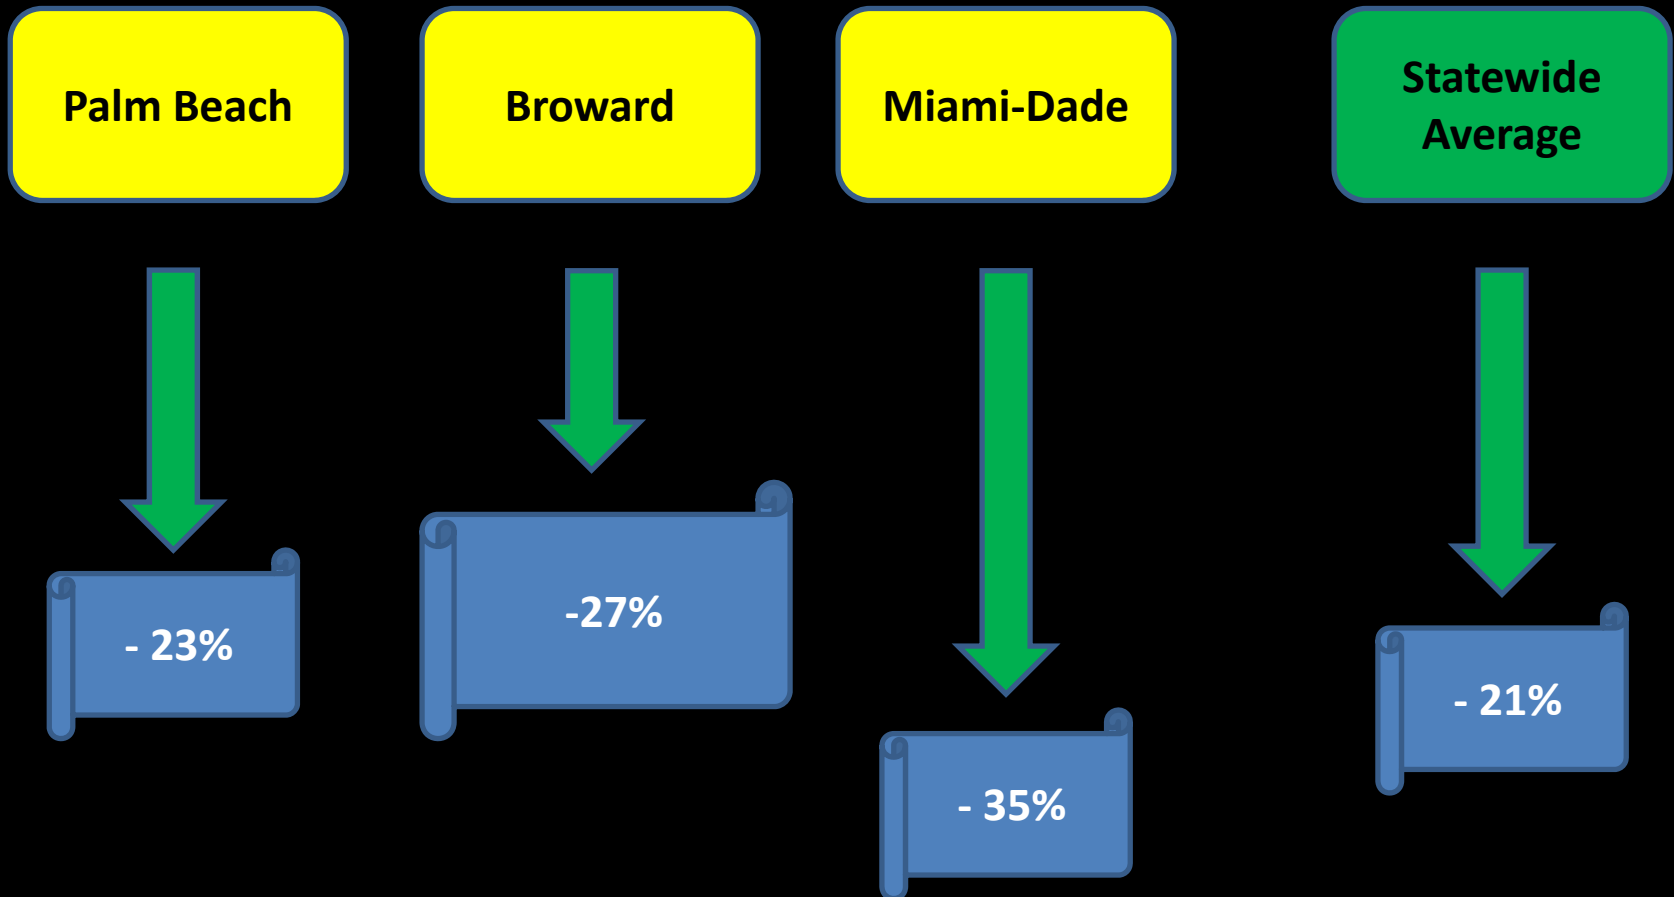 Palm Beach
Broward
Miami-Dade
Statewide
Average
- 23%
-27%
- 35%
- 21%